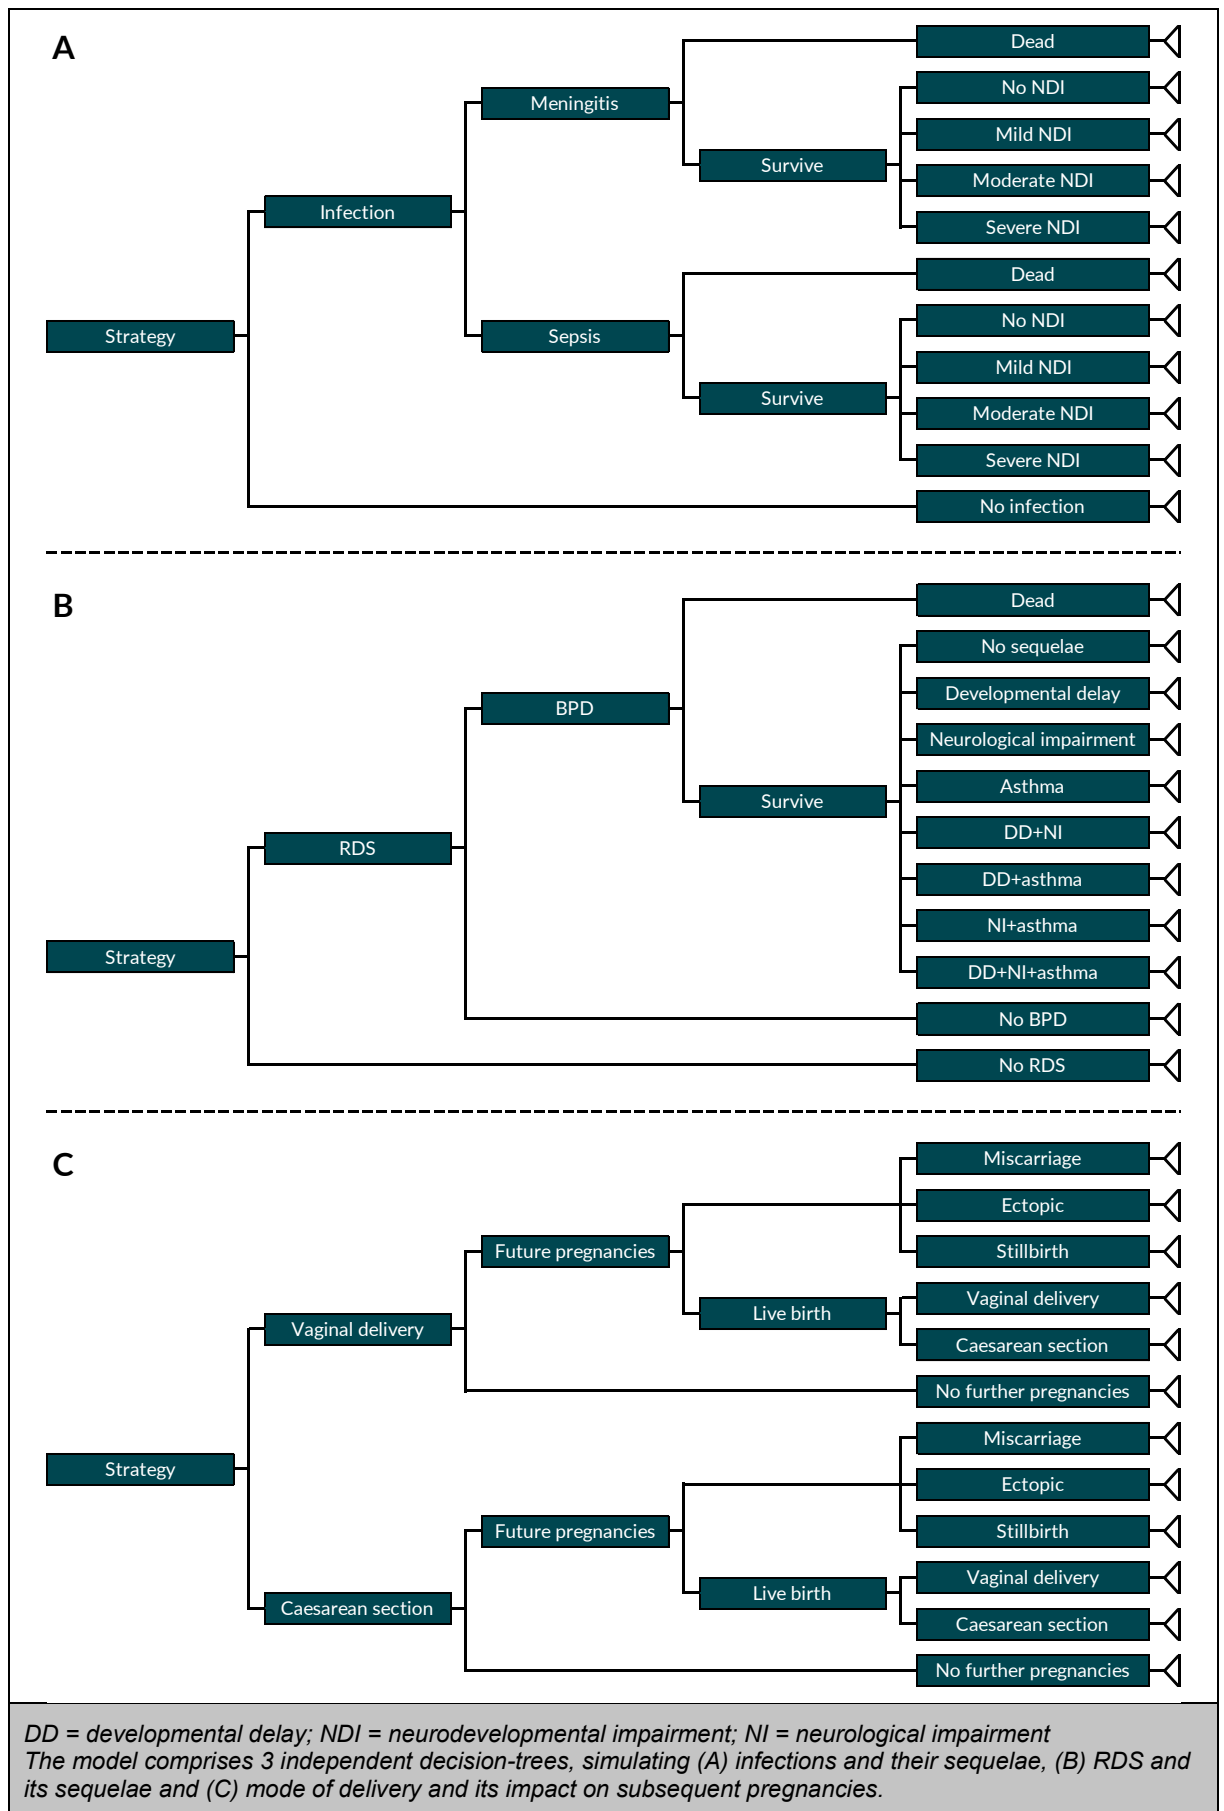 A
Dead
No NDI
Meningitis
Mild NDI
Survive
Moderate NDI
Infection
Severe NDI
Dead
No NDI
Strategy
Sepsis
Mild NDI
Survive
Moderate NDI
Severe NDI
No infection
B
Dead
No sequelae
BPD
Developmental delay
Neurological impairment
Survive
Asthma
RDS
DD+NI
DD+asthma
NI+asthma
Strategy
DD+NI+asthma
No BPD
No RDS
C
Miscarriage
Ectopic
Future pregnancies
Stillbirth
Vaginal delivery
Live birth
Vaginal delivery
Caesarean section
No further pregnancies
Miscarriage
Strategy
Ectopic
Future pregnancies
Stillbirth
Vaginal delivery
Live birth
Caesarean section
Caesarean section
No further pregnancies
DD = developmental delay; NDI = neurodevelopmental impairment; NI = neurological impairment
The model comprises 3 independent decision-trees, simulating (A) infections and their sequelae, (B) RDS and
its sequelae and (C) mode of delivery and its impact on subsequent pregnancies.